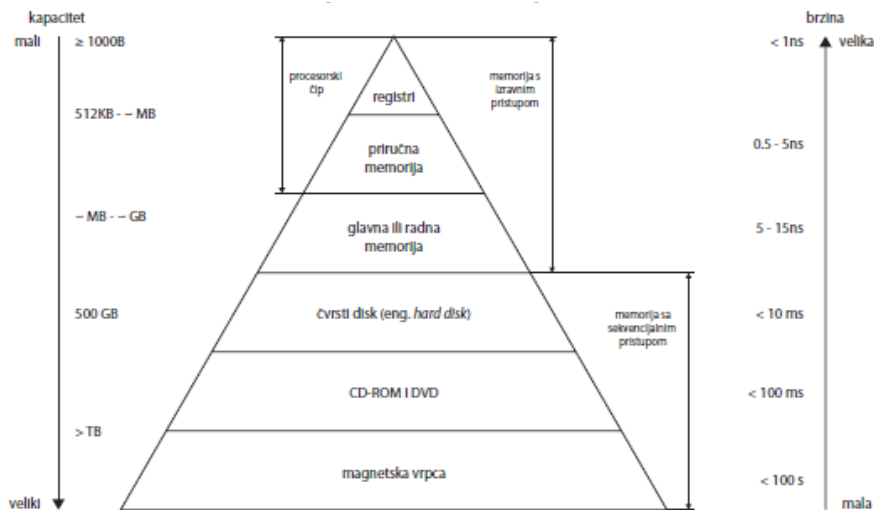 kapacitet
brzina
mali
≥ 1000B
< 1ns
velika
procesorski
čip
memorija s
izravnim
pristupom
registri
512KB - ~ MB
priručna
memorija
0.5 - 5ns
~ MB - ~ GB
glavna ili radna
memorija
5 - 15ns
500 GB
čvrsti disk (eng. hard disk)
memorija sa
sekvencijalnim
pristupom
< 10 ms
CD-ROM I DVD
< 100 ms
> TB
magnetska vrpca
< 100 s
veliki
mala